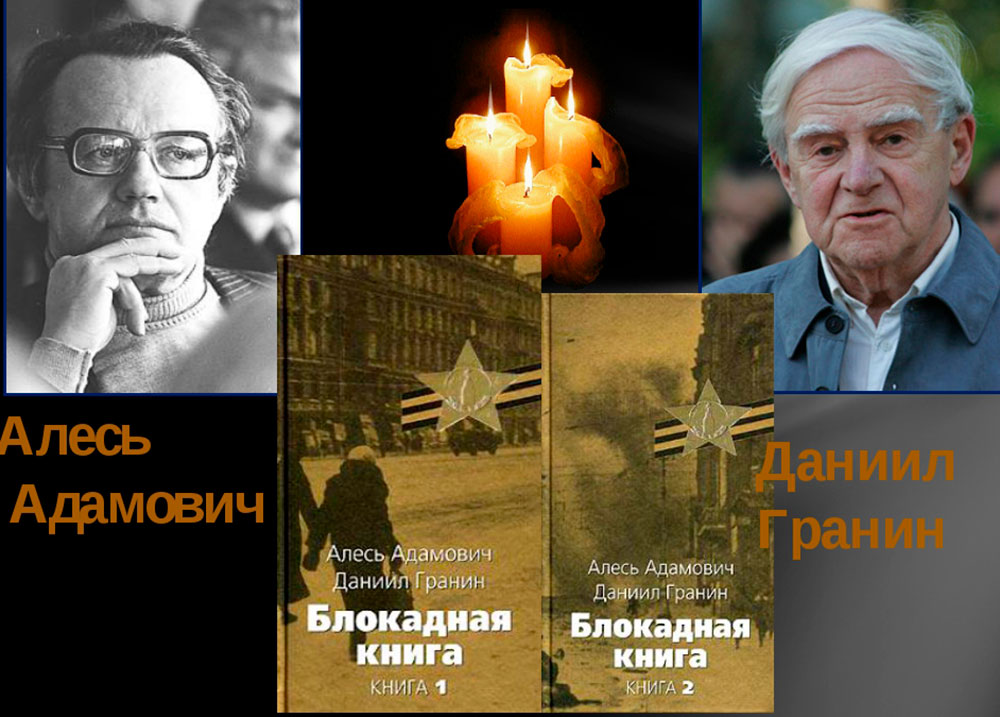 Алесь
Адамович
Даниил
Гранин
Алесь Адамович
Даниил Гранин
Блокадная
книга
КНИГА 1
Алесь Адамович
Даниил Гранин
Блокадная
книга
КНИГА 2